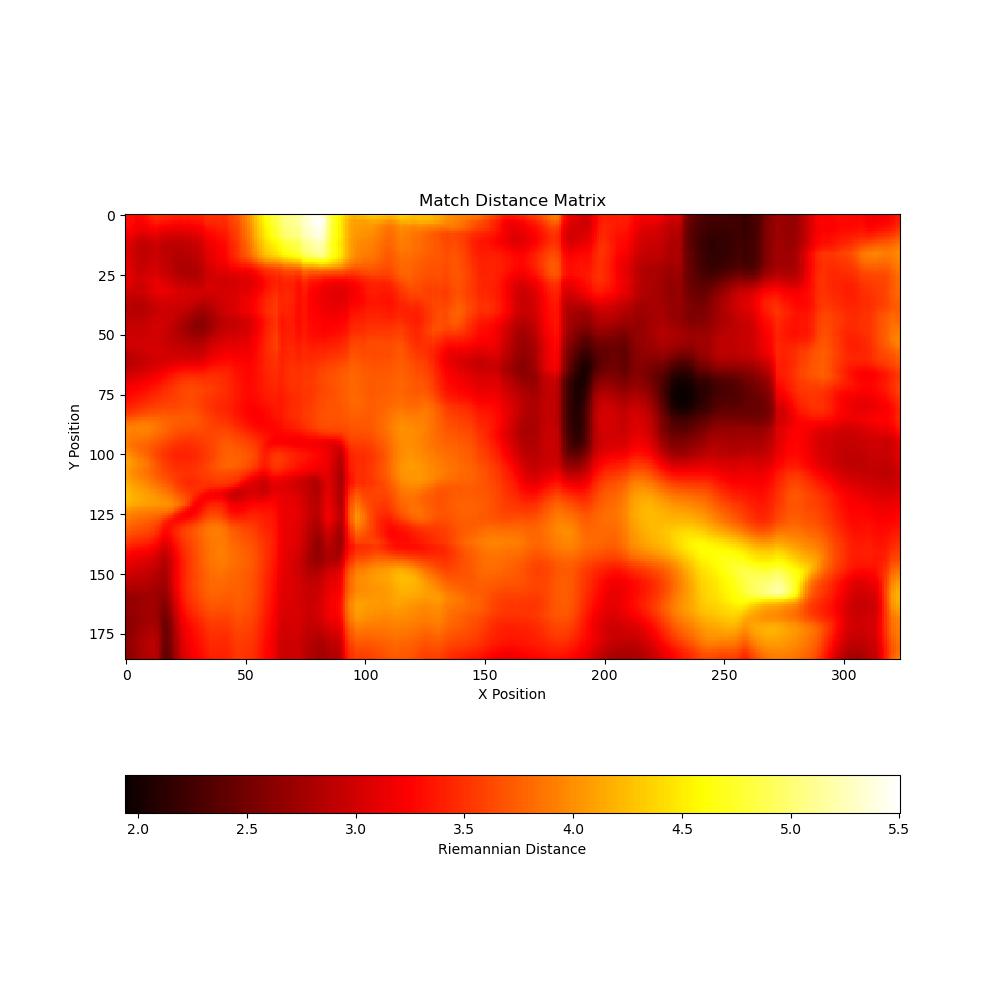 Match Distance Matrix
0
25
50
75
100
125
150
175
Y Position
0 50 100 150 200 250 300
X Position
2.0 2.5 3.0 3.5 4.0 4.5 5.0 5.5
Riemannian Distance